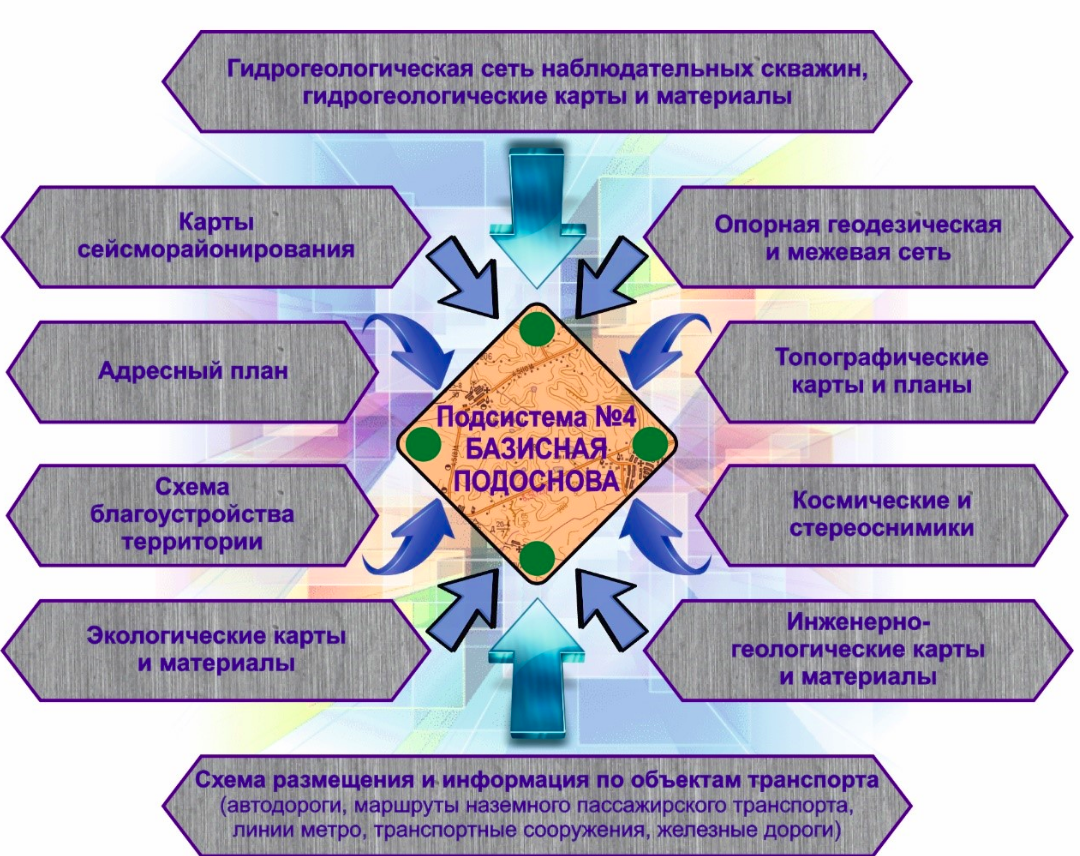 Гидрогеологическая сеть наблюдательных скважин,
гидрогеологические карты и материалы
Карты
сейсморайонирования
Опорная геодезическая
и межевая сеть
Адресный план
Топографические
карты и планы
Подсистема №4
БАЗИСНАЯ
ПОДОСНОВА
Схема
благоустройства
территории
Космические и
стереоснимики
Экологические карты
и материалы
Инженерно-
геологические карты
и материалы
Схема размещения и информация по объектам транспорта
(автодороги, маршруты наземного пассажирского транспорта,
линии метро, транспортные сооружения, железные дороги)